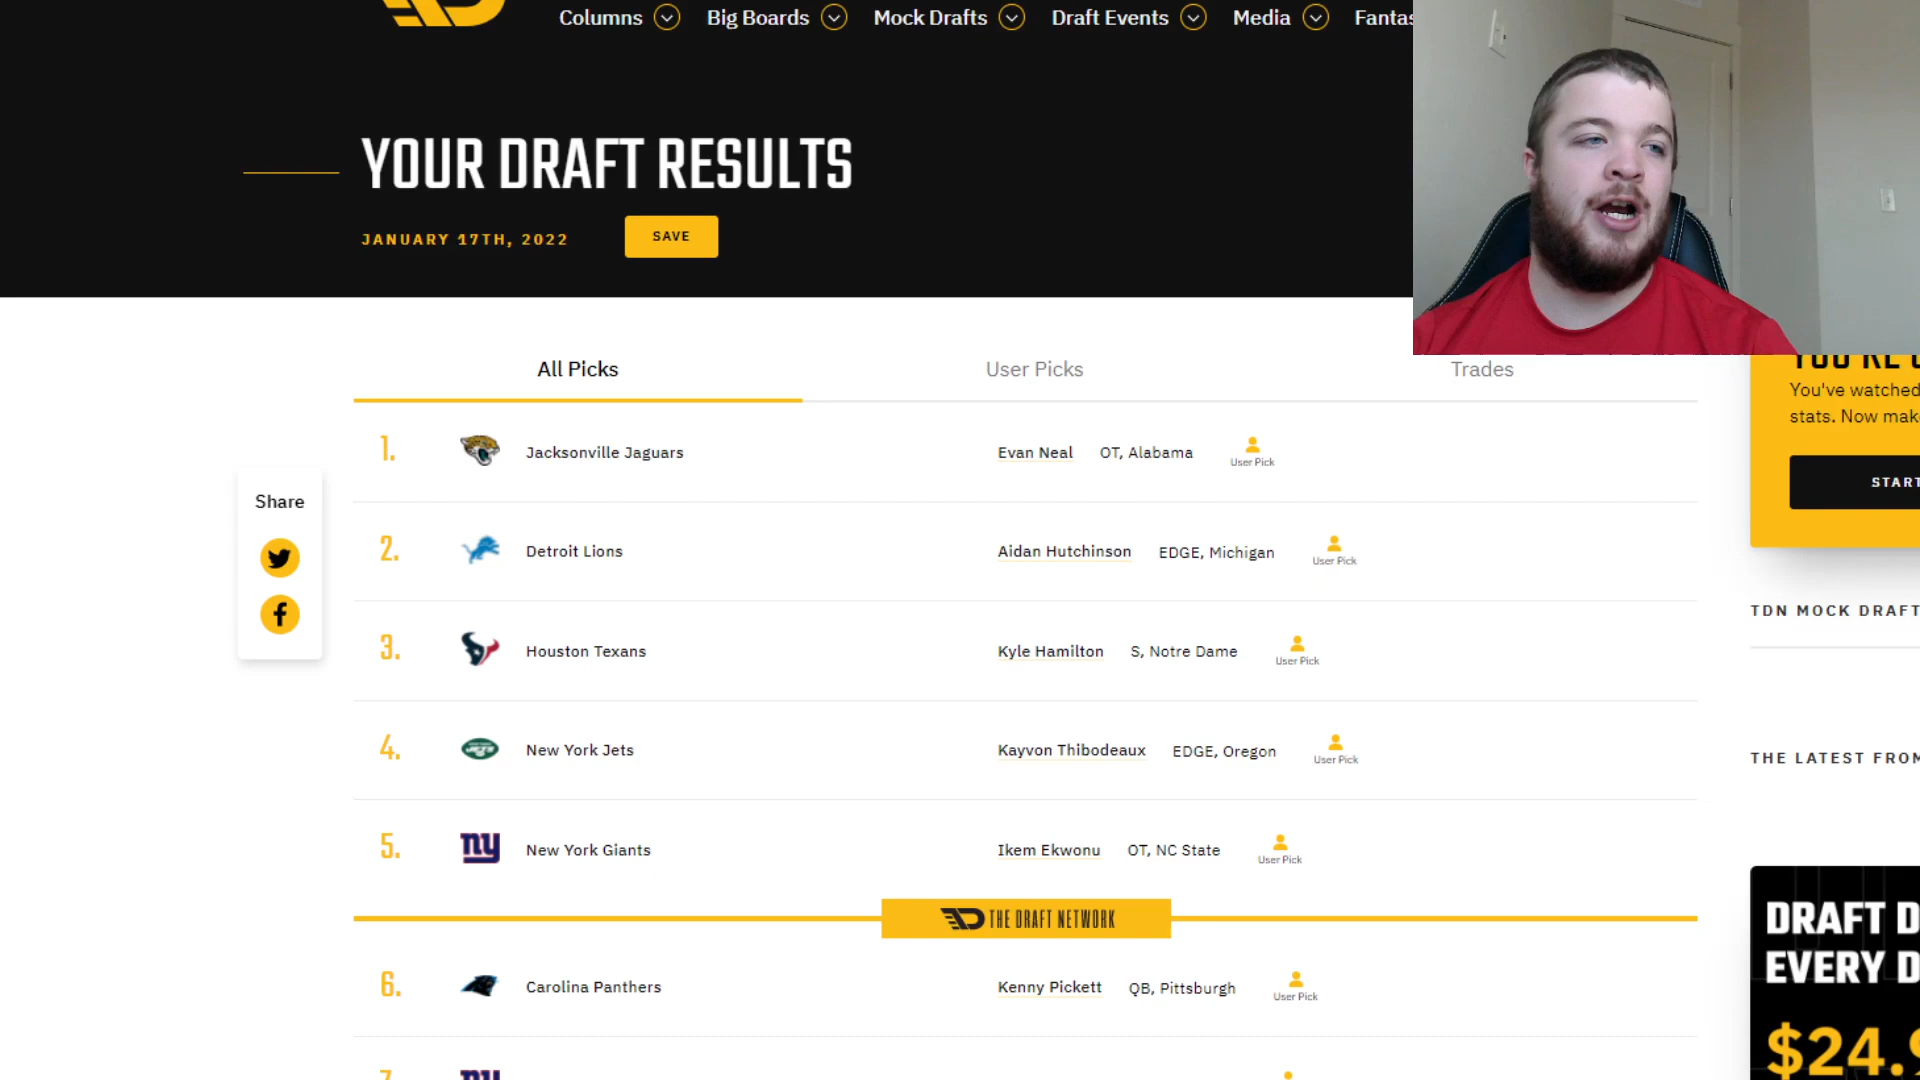 Columns Big Boards Mock Drafts Draft Events Media Fantas
YOUR DRAFT RESULTS
JANUARY 17TH, 2022 SAVE
All Picks User Picks Trades
1. Jacksonville Jaguars Evan Neal OT, Alabama User Pick
2. Detroit Lions Aidan Hutchinson EDGE, Michigan User Pick
3. Houston Texans Kyle Hamilton S, Notre Dame User Pick
4. JETS New York Jets Kayvon Thibodeaux EDGE, Oregon User Pick
5. ny New York Giants Ikem Ekwonu OT, NC State User Pick
THE DRAFT NETWORK
6. Carolina Panthers Kenny Pickett QB, Pittsburgh User Pick
7. ny
Share
You've watched
stats. Now mak
START
TDN MOCK DRAFT
THE LATEST FROM
DRAFT D
EVERY D
$24.9